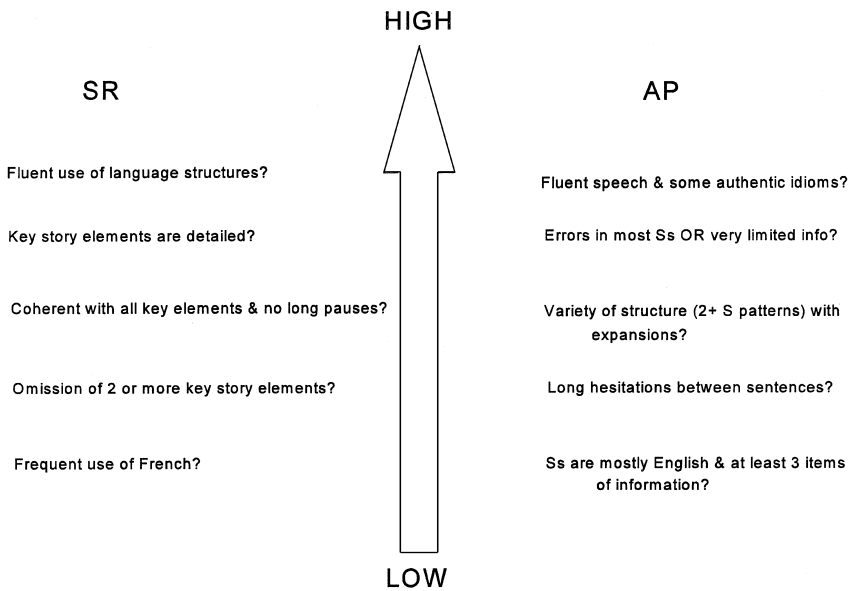 HIGH
SR
AP
Fluent use of language structures?
Fluent speech & some authentic idioms?
Key story elements are detailed?
Errors in most Ss OR very limited info?
Coherent with all key elements & no long pauses?
Variety of structure (2+ S patterns) with
expansions?
Omission of 2 or more key story elements?
Long hesitations between sentences?
Frequent use of French?
Ss are mostly English & at least 3 items
of information?
LOW